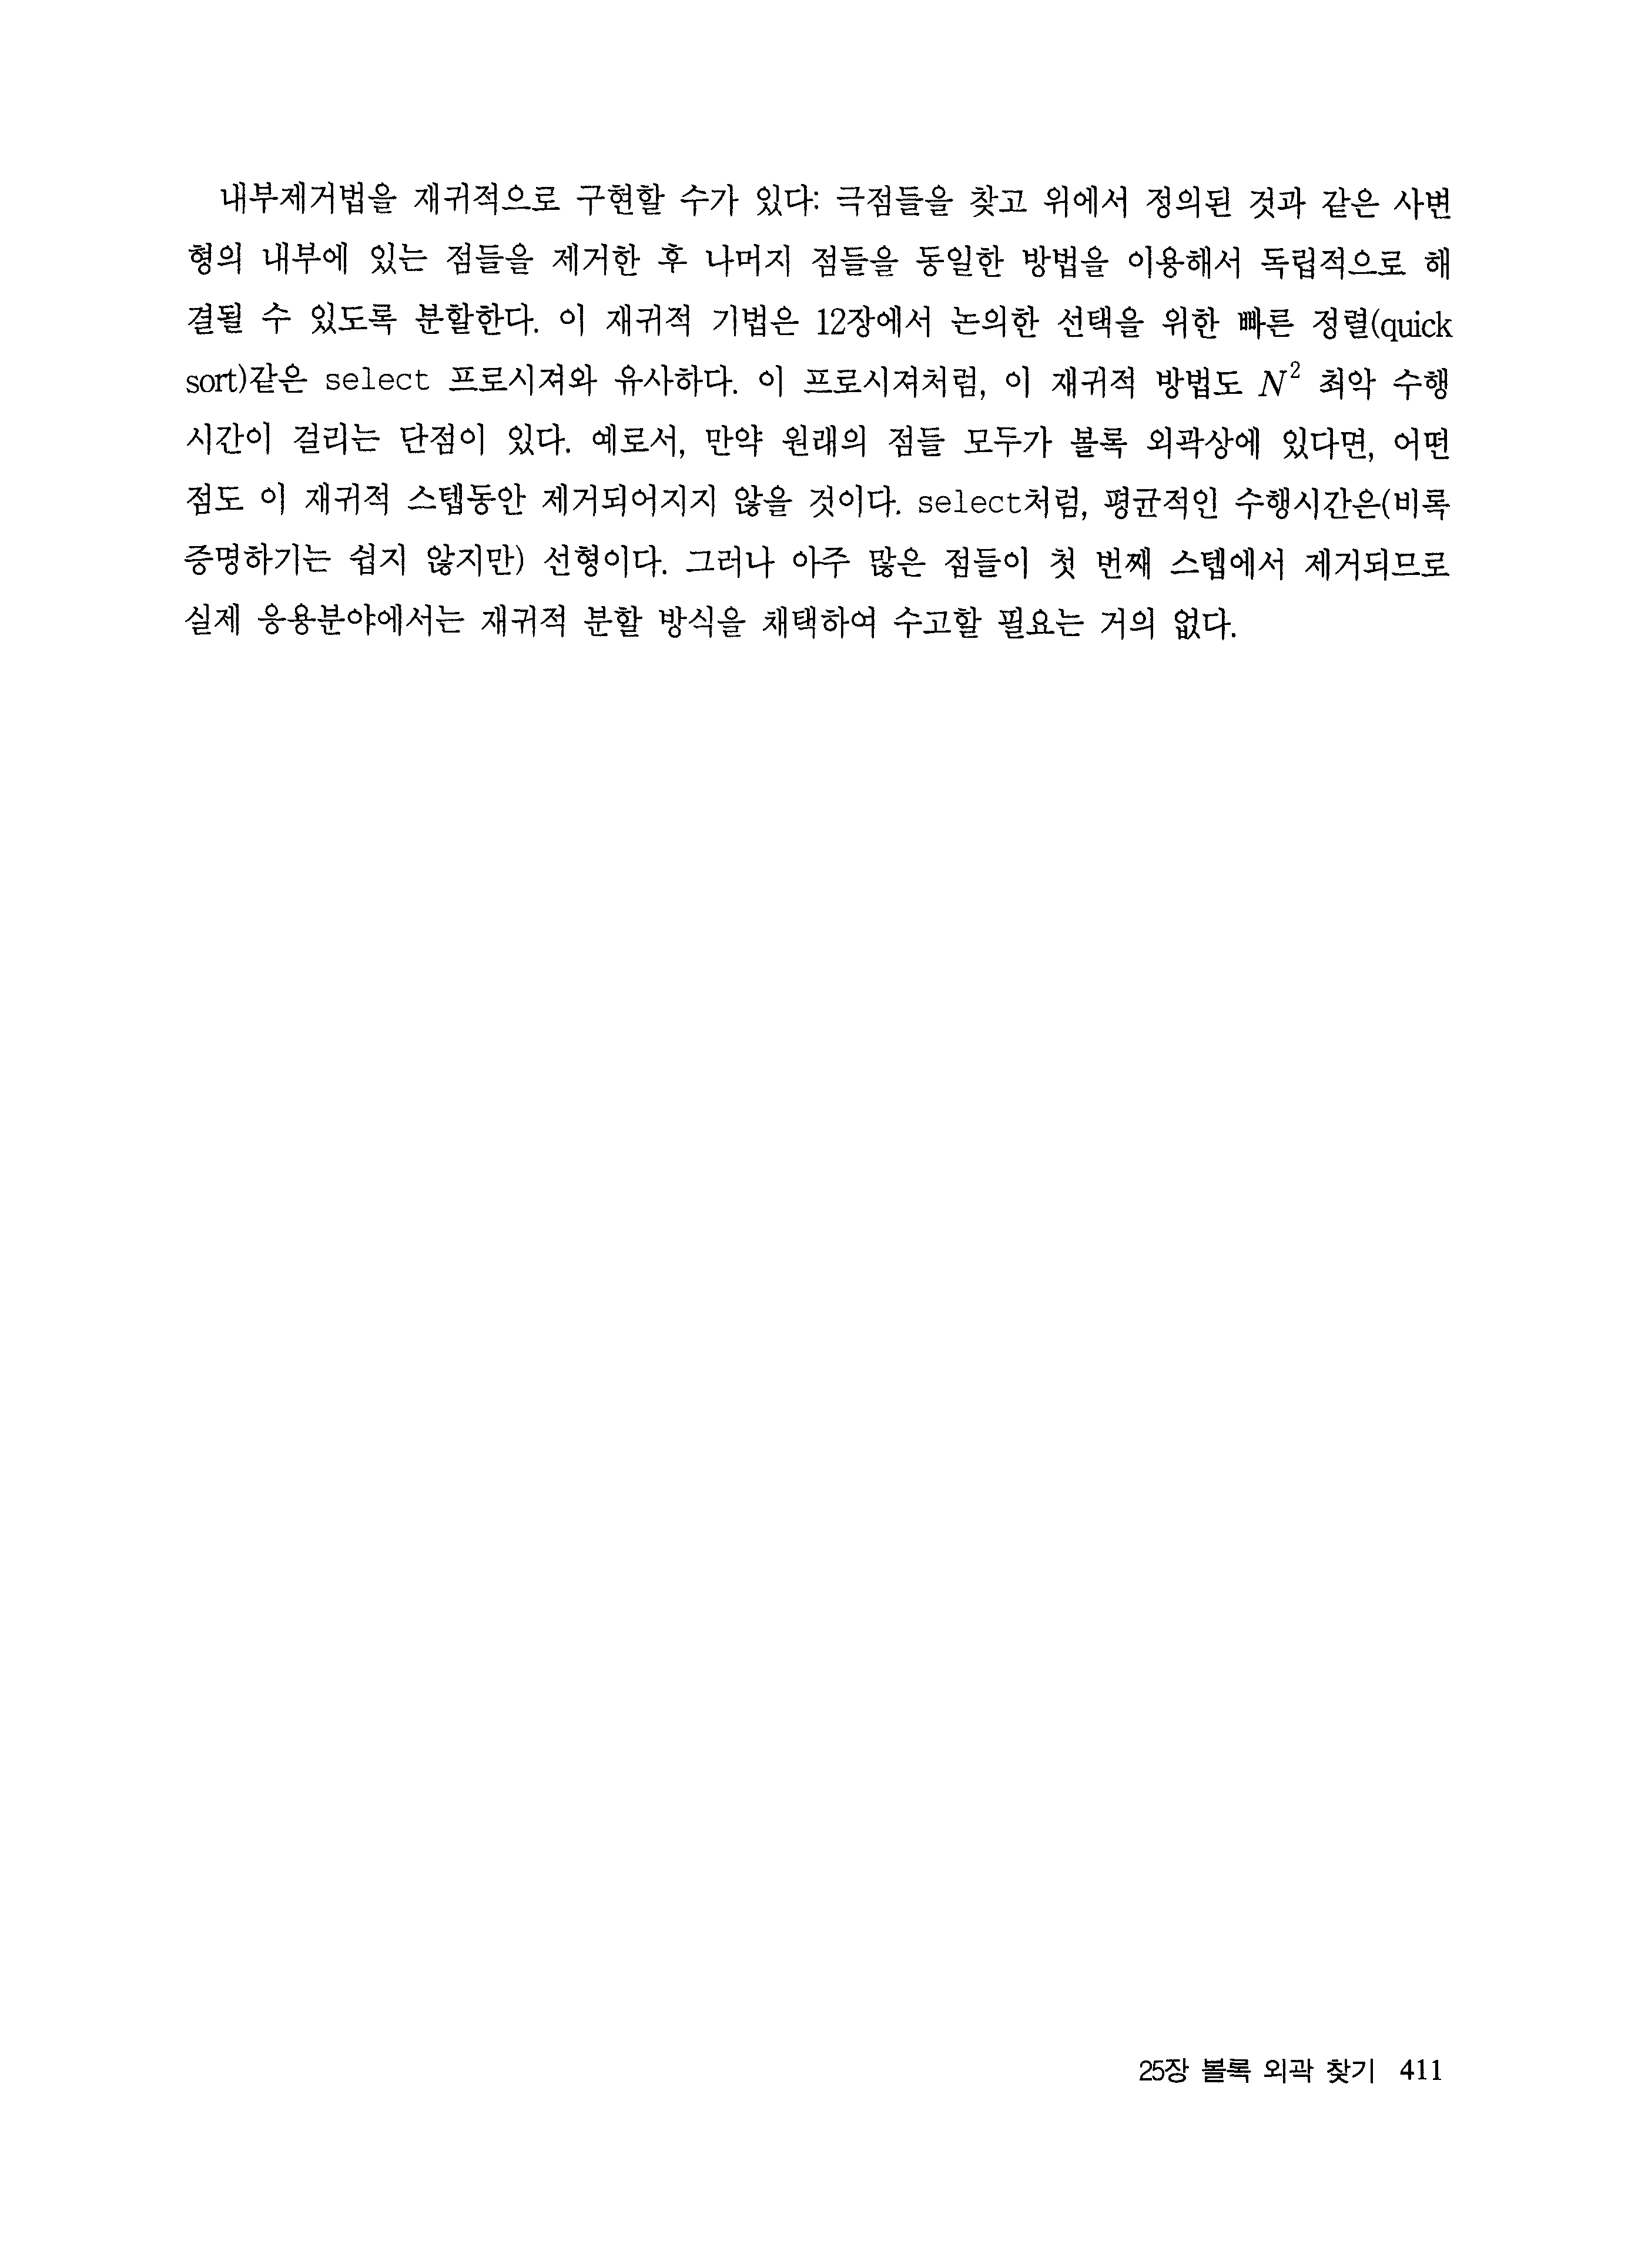 내부제거법을 재귀적으로 구현할 수가 있다: 극점들을 찾고 위에서 정의된 것과 같은 사변
형의 내부에 있는 점들을 제거한 후 나머지 점들을 동일한 방법을 이용해서 독립적으로 해
결될 수 있도록 분할한다. 이 재귀적 기법은 12장에서 논의한 선택을 위한 빠른 정렬(quick
sort)같은 select 프로시져와 유사하다. 이 프로시져처럼, 이 재귀적 방법도 N² 최악 수행
시간이 걸리는 단점이 있다. 예로서, 만약 원래의 점들 모두가 볼록 외곽상에 있다면, 어떤
점도 이 재귀적 스텝동안 제거되어지지 않을 것이다. select처럼, 평균적인 수행시간은(비록
증명하기는 쉽지 않지만) 선형이다. 그러나 아주 많은 점들이 첫 번째 스텝에서 제거되므로
실제 응용분야에서는 재귀적 분할 방식을 채택하여 수고할 필요는 거의 없다.
25장 볼록 외곽 찾기 411